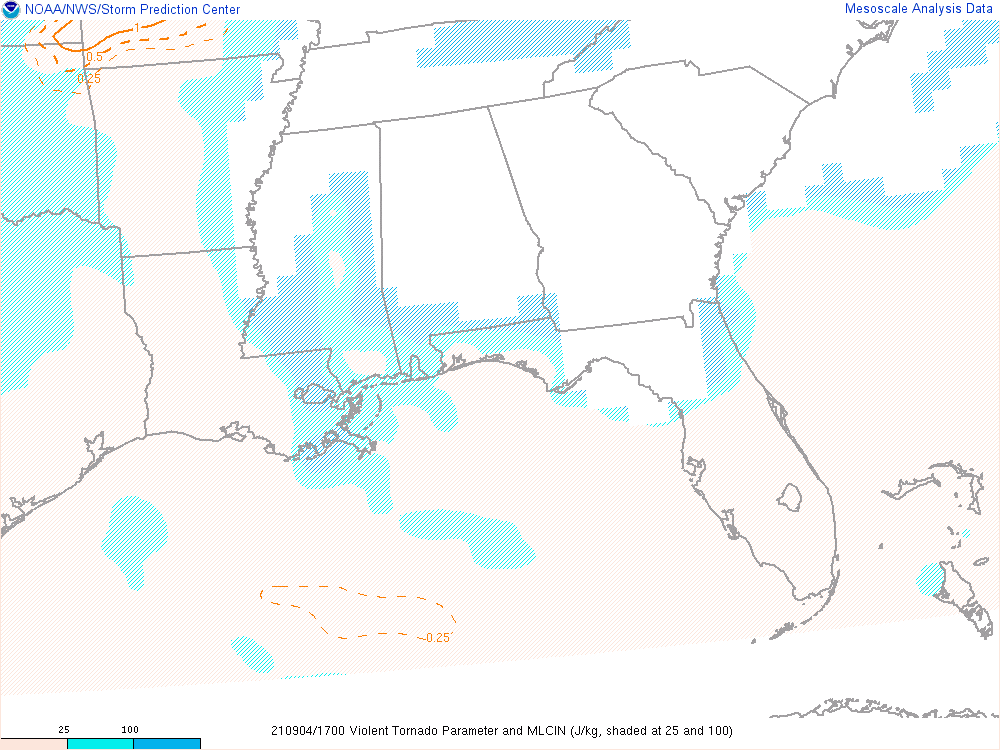 NOAA/NWS/Storm Prediction Center
Mesoscale Analysis Data
1
0.5
0.25
0.25
25
100
210904/1700 Violent Tornado Parameter and MLCIN (J/kg, shaded at 25 and 100)